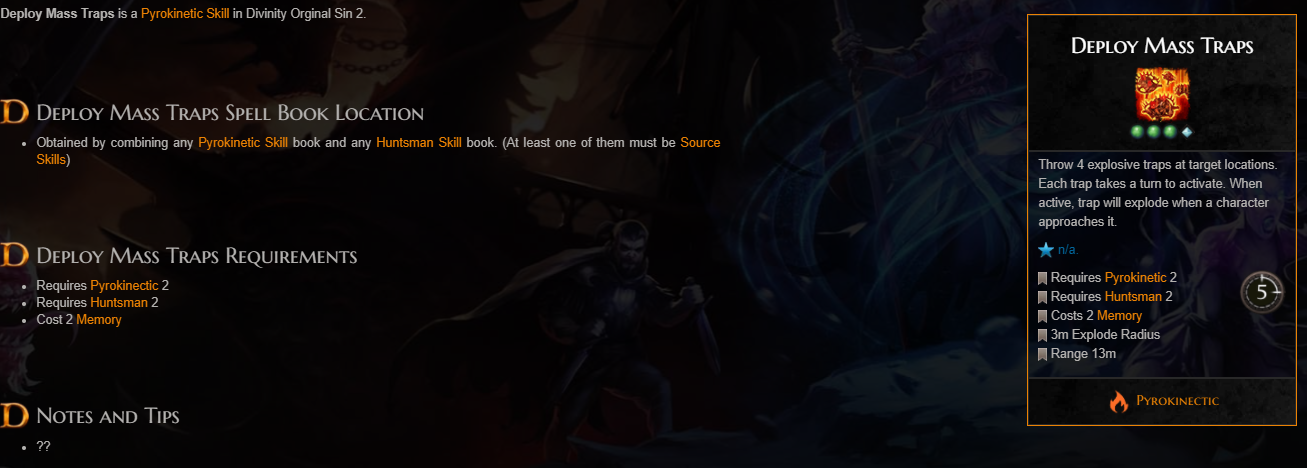 Deploy Mass Traps is a Pyrokinetic Skill in Divinity Orginal Sin 2.
Deploy Mass Traps Spell Book Location
Obtained by combining any Pyrokinetic Skill book and any Huntsman Skill book. (At least one of them must be Source
Skills)
Deploy Mass Traps Requirements
Requires Pyrokinectic 2
Requires Huntsman 2
Cost 2 Memory
Notes and Tips
??
Deploy Mass Traps
Throw 4 explosive traps at target locations.
Each trap takes a turn to activate. When
active, trap will explode when a character
approaches it.
n/a.
Requires Pyrokinetic 2
Requires Huntsman 2
Costs 2 Memory
3m Explode Radius
Range 13m
5
Pyrokinectic